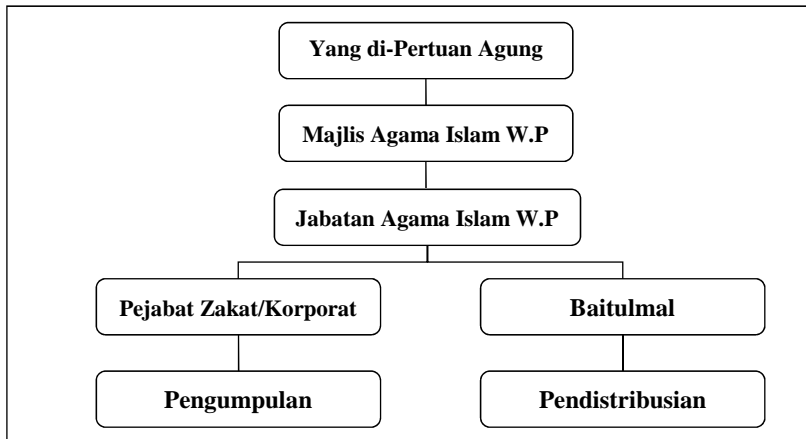 Yang di-Pertuan Agung
Majlis Agama Islam W.P
Jabatan Agama Islam W.P
Pejabat Zakat/Korporat
Baitulmal
Pengumpulan
Pendistribusian